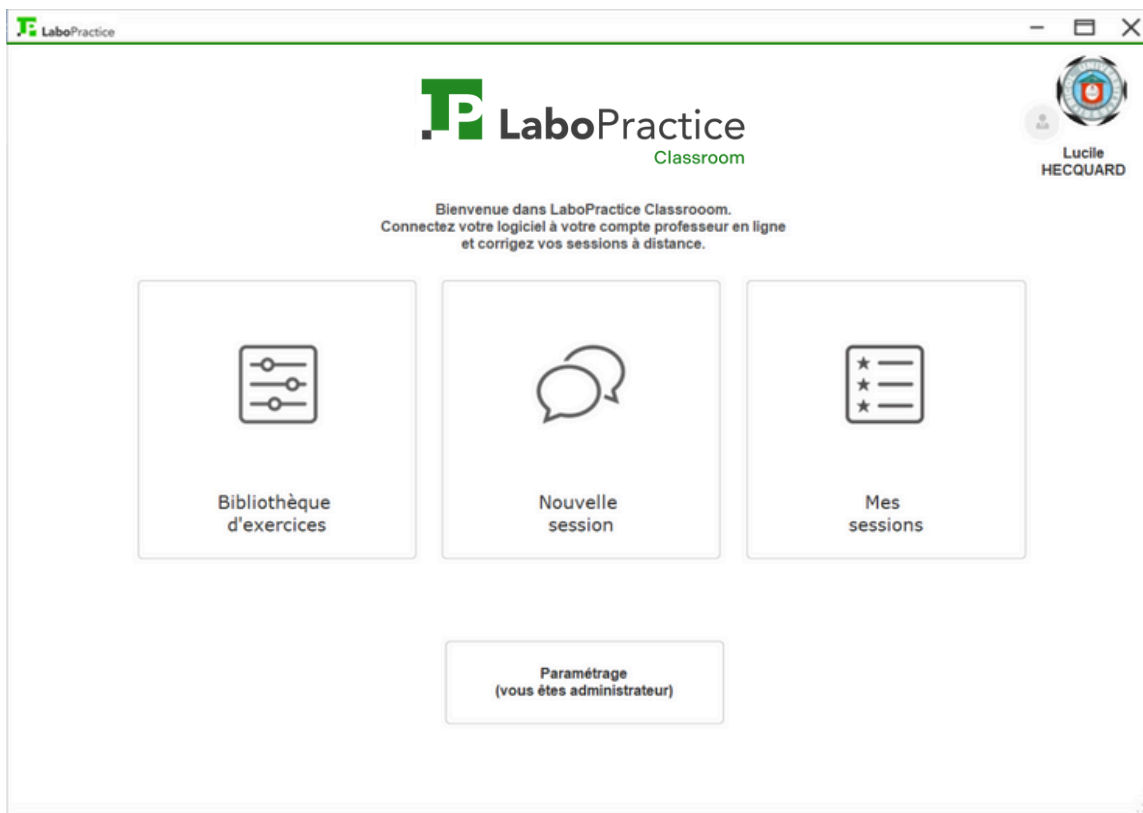 LaboPractice
LaboPractice
Classroom
Lucile
HECQUARD
Bienvenue dans LaboPractice Classrooom.
Connectez votre logiciel à votre compte professeur en ligne
et corrigez vos sessions à distance.
Bibliothèque
d'exercices
Nouvelle
session
Mes
sessions
Paramétrage
(vous êtes administrateur)